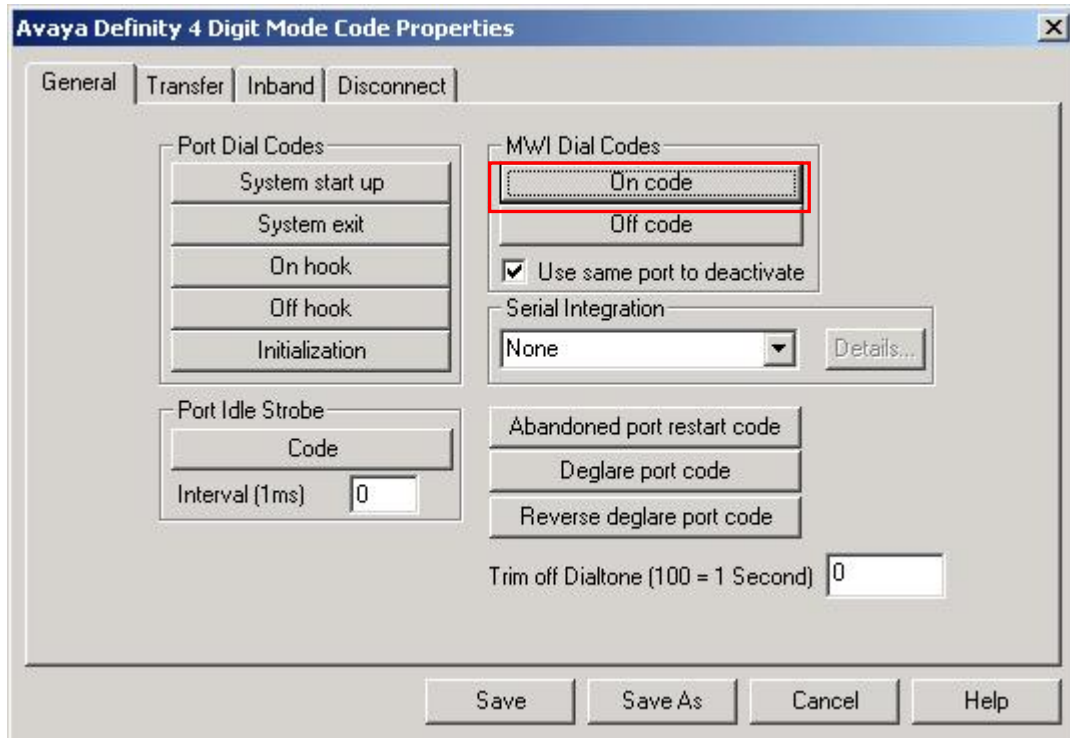 Avaya Definity 4 Digit Mode Code Properties
General Transfer Inband Disconnect
Port Dial Codes
System start up
System exit
On hook
Off hook
Initialization
Port Idle Strobe
Code
Interval (1ms) 0
MWI Dial Codes
On code
Off code
Use same port to deactivate
Serial Integration
None Details...
Abandoned port restart code
Deglare port code
Reverse deglare port code
Trim off Dialtone (100 = 1 Second) 0
Save Save As Cancel Help